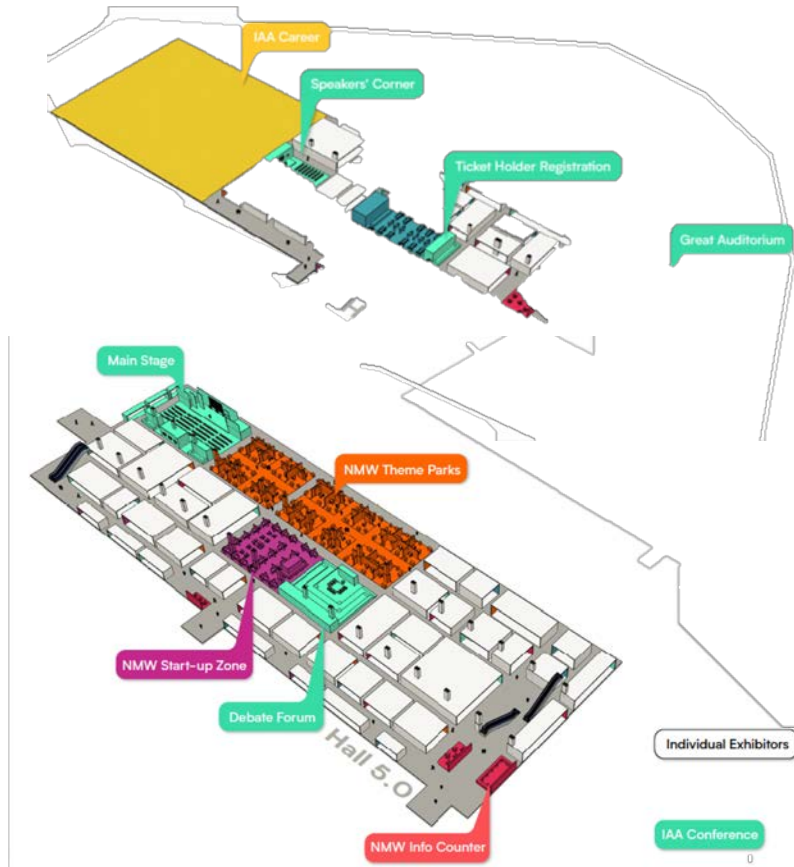 IAA Career
Speakers' Corner
Ticket Holder Registration
Great Auditorium
Main Stage
NMW Theme Parks
NMW Start-up Zone
Debate Forum
Hall 5.0
Individual Exhibitors
NMW Info Counter
IAA Conference